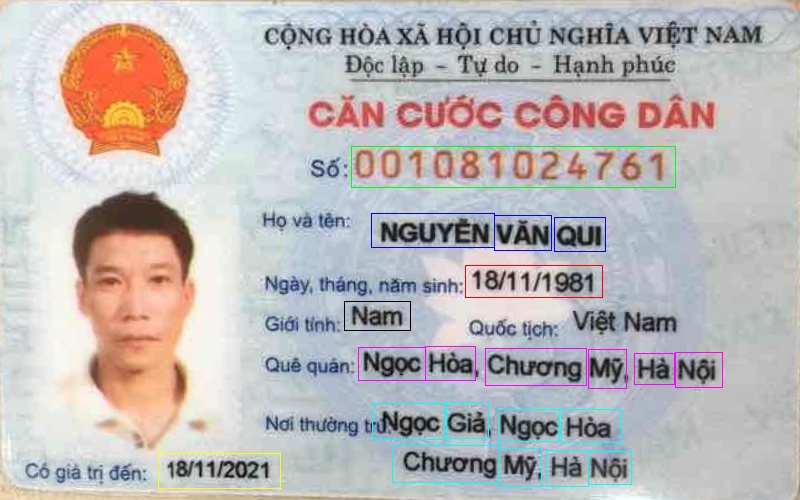 CỘNG HÒA XÃ HỘI CHỦ NGHĨA VIỆT NAM
Độc lập - Tự do - Hạnh phúc
CĂN CƯỚC CÔNG DÂN
Số: 001081024761
Họ và tên: NGUYỄN VĂN QUI
Ngày, tháng, năm sinh: 18/11/1981
Giới tính: Nam Quốc tịch: Việt Nam
Quê quán: Ngọc Hòa, Chương Mỹ, Hà Nội
Nơi thường trú: Ngọc Giả, Ngọc Hòa
Chương Mỹ, Hà Nội
Có giá trị đến: 18/11/2021